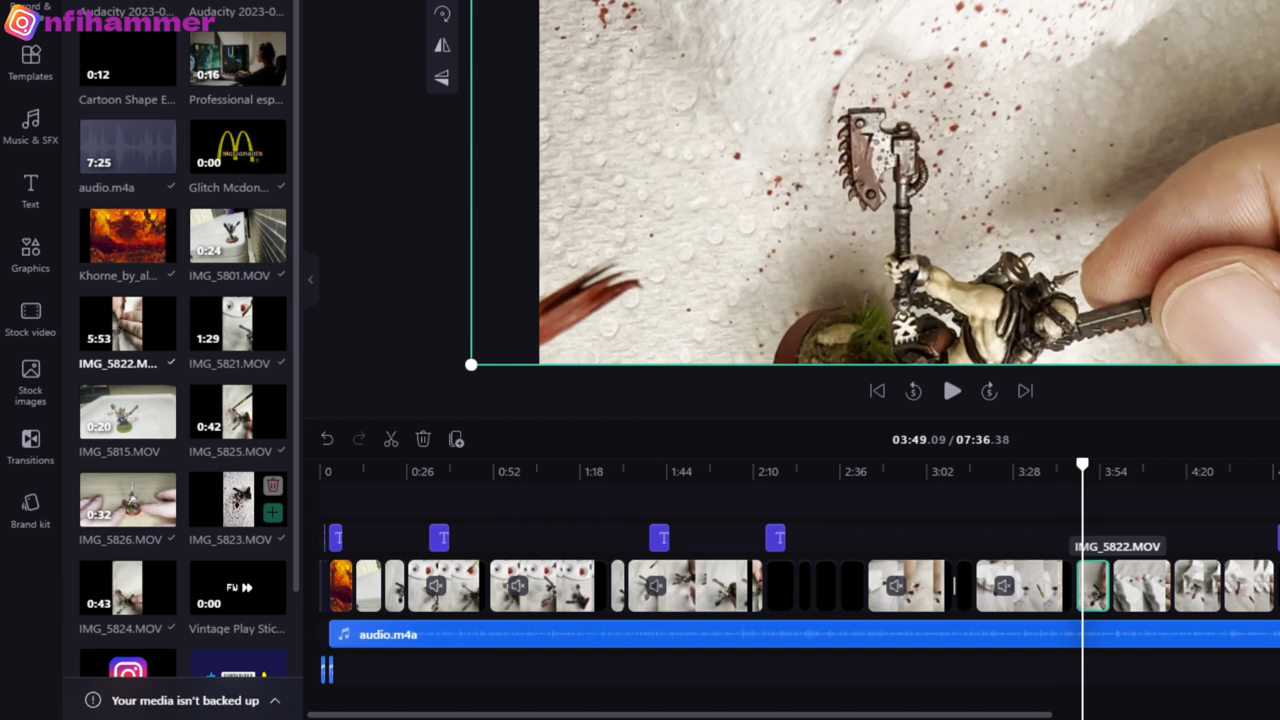 Record &
Audacity 2023-0...
Audacity 2023-0...
nfihammer
Templates
0:12
0:16
Cartoon Shape E...
Professional esp...
Music & SFX
7:25
McDonald's
0:00
audio.m4a
Glitch Mcdon...
Text
Khorne_by_al...
0:24
IMG_5801.MOV
Graphics
5:53
1:29
IMG_5822.M...
IMG_5821.MOV
Stock video
0:20
0:42
IMG_5815.MOV
IMG_5825.MOV
Stock
images
Transitions
0:32
IMG_5826.MOV
IMG_5823.MOV
Brand kit
0:43
0:00
IMG_5824.MOV
Vintage Play Stic...
Your media isn't backed up
5
5
03:49.09 / 07:36.38
0
0:26
0:52
1:18
1:44
2:10
2:36
3:02
3:28
3:54
4:20
T
T
T
T
IMG_5822.MOV
audio.m4a